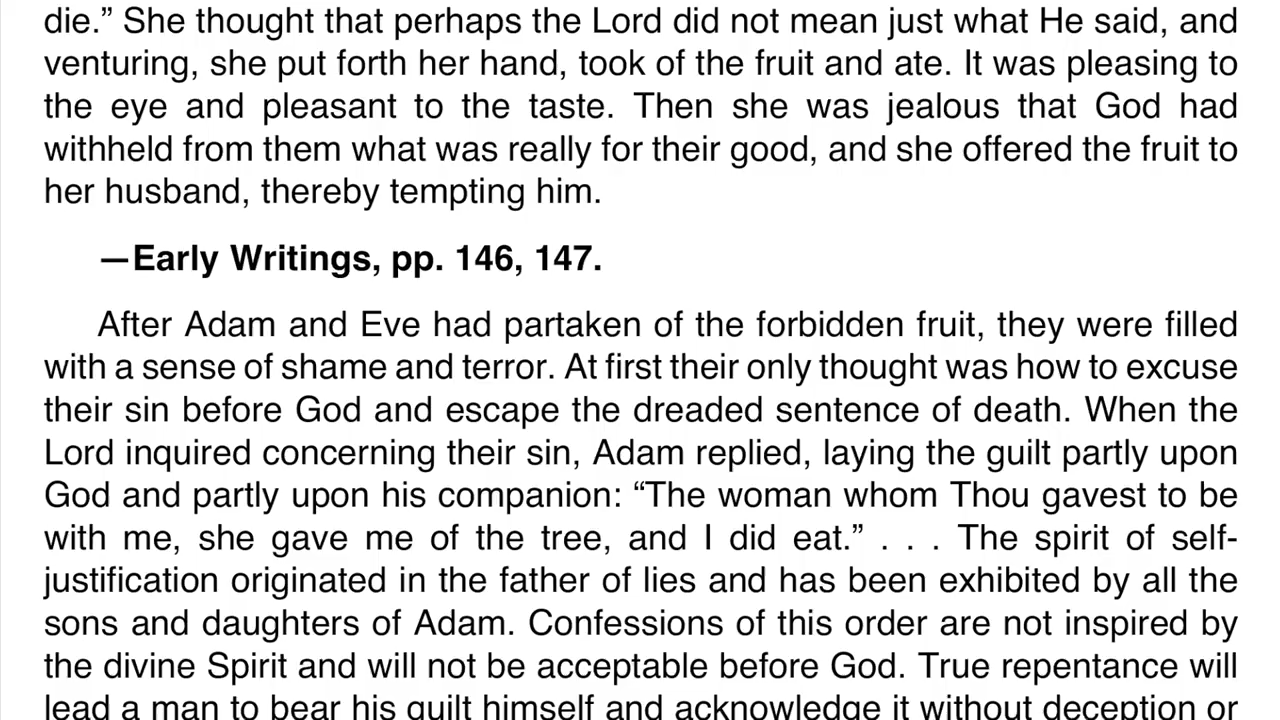 die.” She thought that perhaps the Lord did not mean just what He said, and
venturing, she put forth her hand, took of the fruit and ate. It was pleasing to
the eye and pleasant to the taste. Then she was jealous that God had
withheld from them what was really for their good, and she offered the fruit to
her husband, thereby tempting him.
—Early Writings, pp. 146, 147.
After Adam and Eve had partaken of the forbidden fruit, they were filled
with a sense of shame and terror. At first their only thought was how to excuse
their sin before God and escape the dreaded sentence of death. When the
Lord inquired concerning their sin, Adam replied, laying the guilt partly upon
God and partly upon his companion: “The woman whom Thou gavest to be
with me, she gave me of the tree, and I did eat.” . . . The spirit of self-
justification originated in the father of lies and has been exhibited by all the
sons and daughters of Adam. Confessions of this order are not inspired by
the divine Spirit and will not be acceptable before God. True repentance will
lead a man to bear his guilt himself and acknowledge it without deception or